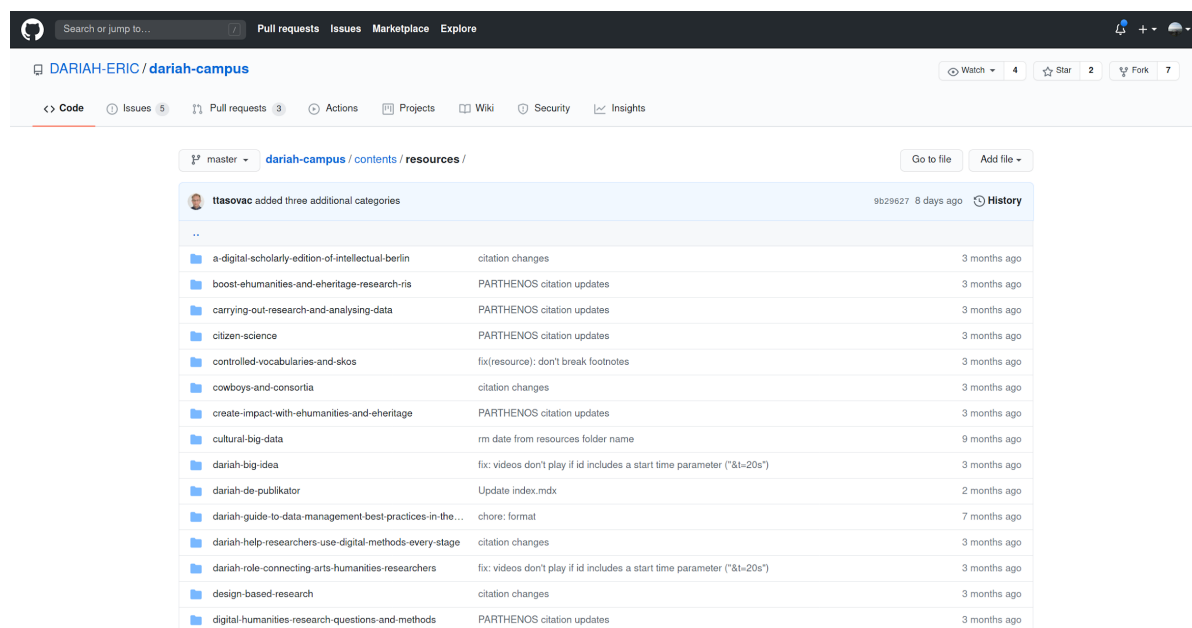 Search or jump to… / Pull requests Issues Marketplace Explore
DARIAH-ERIC / dariah-campus Watch 4 Star 2 Fork 7
Code Issues 5 Pull requests 3 Actions Projects Wiki Security Insights
master dariah-campus / contents / resources / Go to file Add file
ttasovac added three additional categories 9b29627 8 days ago History
..
a-digital-scholarly-edition-of-intellectual-berlin citation changes 3 months ago
boost-ehumanities-and-eheritage-research-ris PARTHENOS citation updates 3 months ago
carrying-out-research-and-analysing-data PARTHENOS citation updates 3 months ago
citizen-science PARTHENOS citation updates 3 months ago
controlled-vocabularies-and-skos fix(resource): don't break footnotes 3 months ago
cowboys-and-consortia citation changes 3 months ago
create-impact-with-ehumanities-and-eheritage PARTHENOS citation updates 3 months ago
cultural-big-data rm date from resources folder name 9 months ago
dariah-big-idea fix: videos don't play if id includes a start time parameter ("&t=20s") 3 months ago
dariah-de-publikator Update index.mdx 2 months ago
dariah-guide-to-data-management-best-practices-in-the… chore: format 7 months ago
dariah-help-researchers-use-digital-methods-every-stage citation changes 3 months ago
dariah-role-connecting-arts-humanities-researchers fix: videos don't play if id includes a start time parameter ("&t=20s") 3 months ago
design-based-research citation changes 3 months ago
digital-humanities-research-questions-and-methods PARTHENOS citation updates 3 months ago